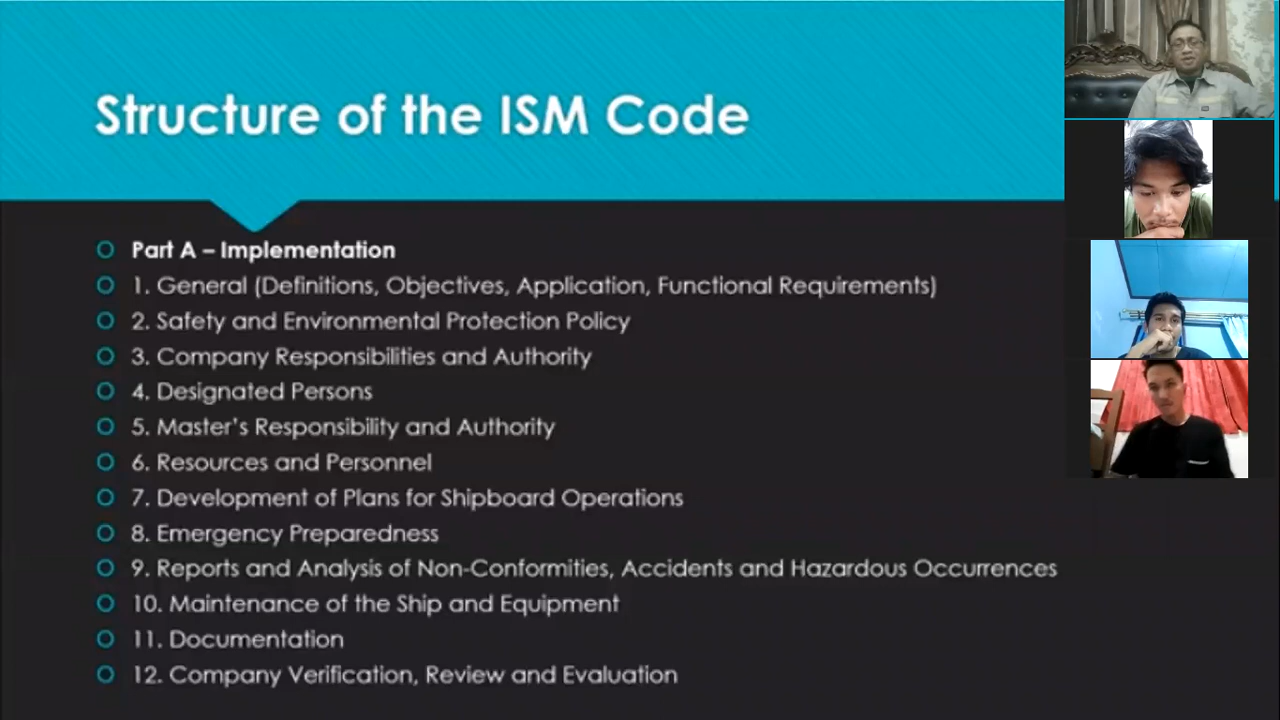 Structure of the ISM Code
Part A – Implementation
1. General (Definitions, Objectives, Application, Functional Requirements)
2. Safety and Environmental Protection Policy
3. Company Responsibilities and Authority
4. Designated Persons
5. Master's Responsibility and Authority
6. Resources and Personnel
7. Development of Plans for Shipboard Operations
8. Emergency Preparedness
9. Reports and Analysis of Non-Conformities, Accidents and Hazardous Occurrences
10. Maintenance of the Ship and Equipment
11. Documentation
12. Company Verification, Review and Evaluation